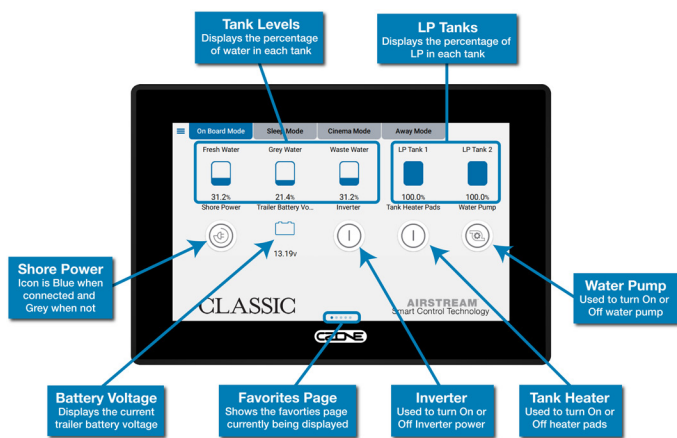 Tank Levels
Displays the percentage
of water in each tank
LP Tanks
Displays the percentage of
LP in each tank
On Board Mode
Sleep Mode
Cinema Mode
Away Mode
Fresh Water
Grey Water
Waste Water
LP Tank 1
LP Tank 2
31.2%
21.4%
31.2%
100.0%
100.0%
Shore Power
Trailer Battery Vo...
Inverter
Tank Heater Pads
Water Pump
13.19v
Shore Power
Icon is Blue when
connected and
Grey when not
Water Pump
Used to turn On or
Off water pump
CLASSIC
AIRSTREAM
Smart Control Technology
CZONE
Battery Voltage
Displays the current
trailer battery voltage
Favorites Page
Shows the favorties page
currently being displayed
Inverter
Used to turn On or
Off Inverter power
Tank Heater
Used to turn On or
Off heater pads